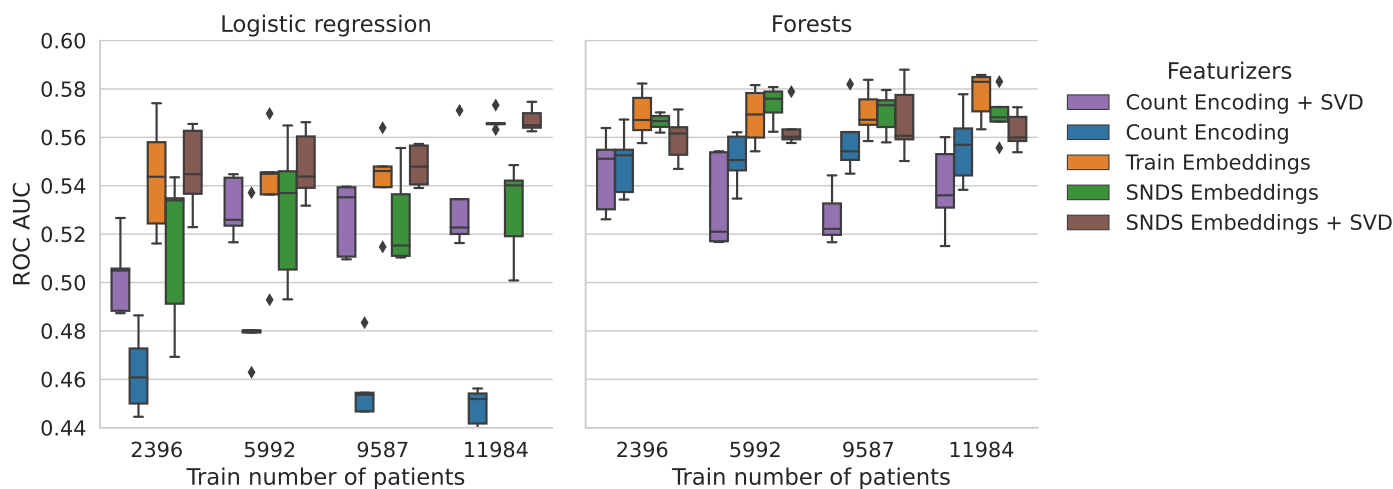 Logistic regression
Forests
ROC AUC
0.60
0.58
0.56
0.54
0.52
0.50
0.48
0.46
0.44
2396 5992 9587 11984
Train number of patients
2396 5992 9587 11984
Train number of patients
Featurizers
Count Encoding + SVD
Count Encoding
Train Embeddings
SNDS Embeddings
SNDS Embeddings + SVD